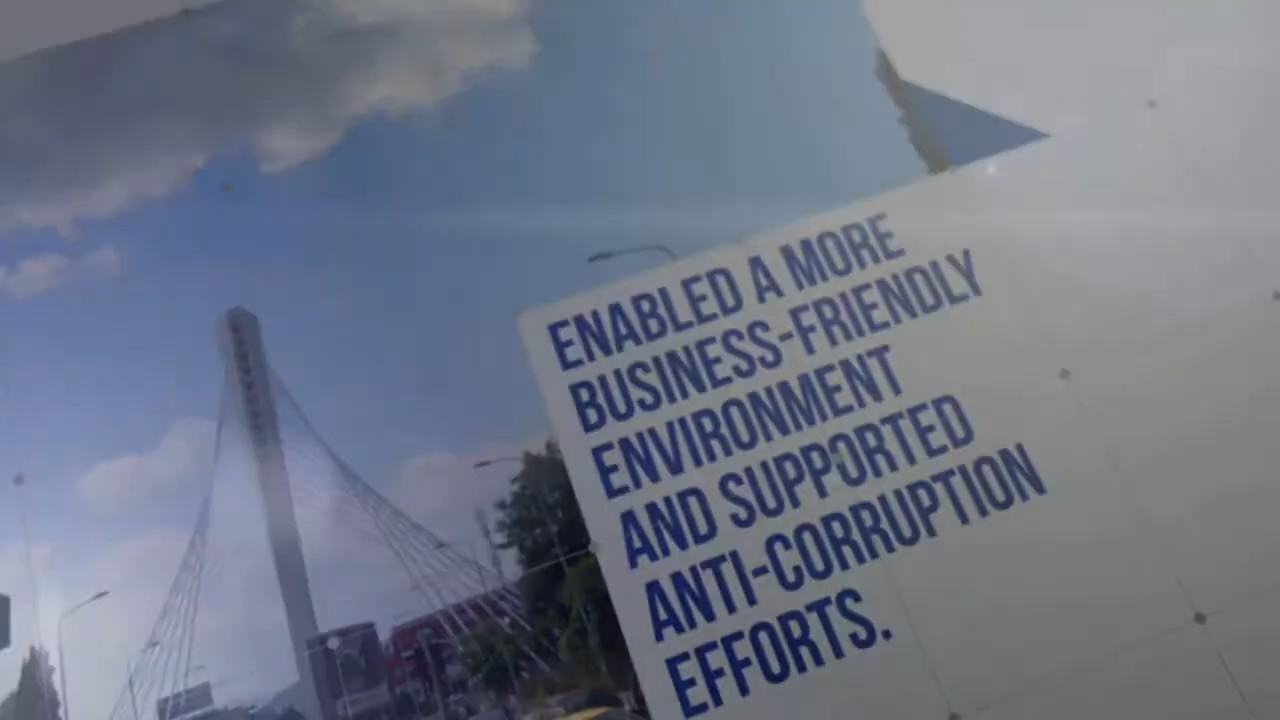 ENABLED A MORE
BUSINESS-FRIENDLY
ENVIRONMENT
AND SUPPORTED
ANTI-CORRUPTION
EFFORTS.